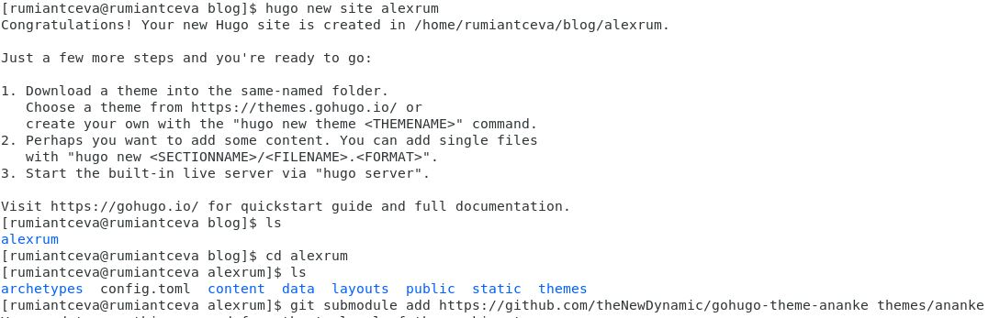 [rumiantceva@rumiantceva blog]$ hugo new site alexrum
Congratulations! Your new Hugo site is created in /home/rumiantceva/blog/alexrum.
Just a few more steps and you're ready to go:
1. Download a theme into the same-named folder.
   Choose a theme from https://themes.gohugo.io/ or
   create your own with the "hugo new theme <THEMENAME>" command.
2. Perhaps you want to add some content. You can add single files
   with "hugo new <SECTIONNAME>/<FILENAME>.<FORMAT>".
3. Start the built-in live server via "hugo server".
Visit https://gohugo.io/ for quickstart guide and full documentation.
[rumiantceva@rumiantceva blog]$ ls
alexrum
[rumiantceva@rumiantceva blog]$ cd alexrum
[rumiantceva@rumiantceva alexrum]$ ls
archetypes  config.toml  content  data  layouts  public  static  themes
[rumiantceva@rumiantceva alexrum]$ git submodule add https://github.com/theNewDynamic/gohugo-theme-ananke themes/ananke